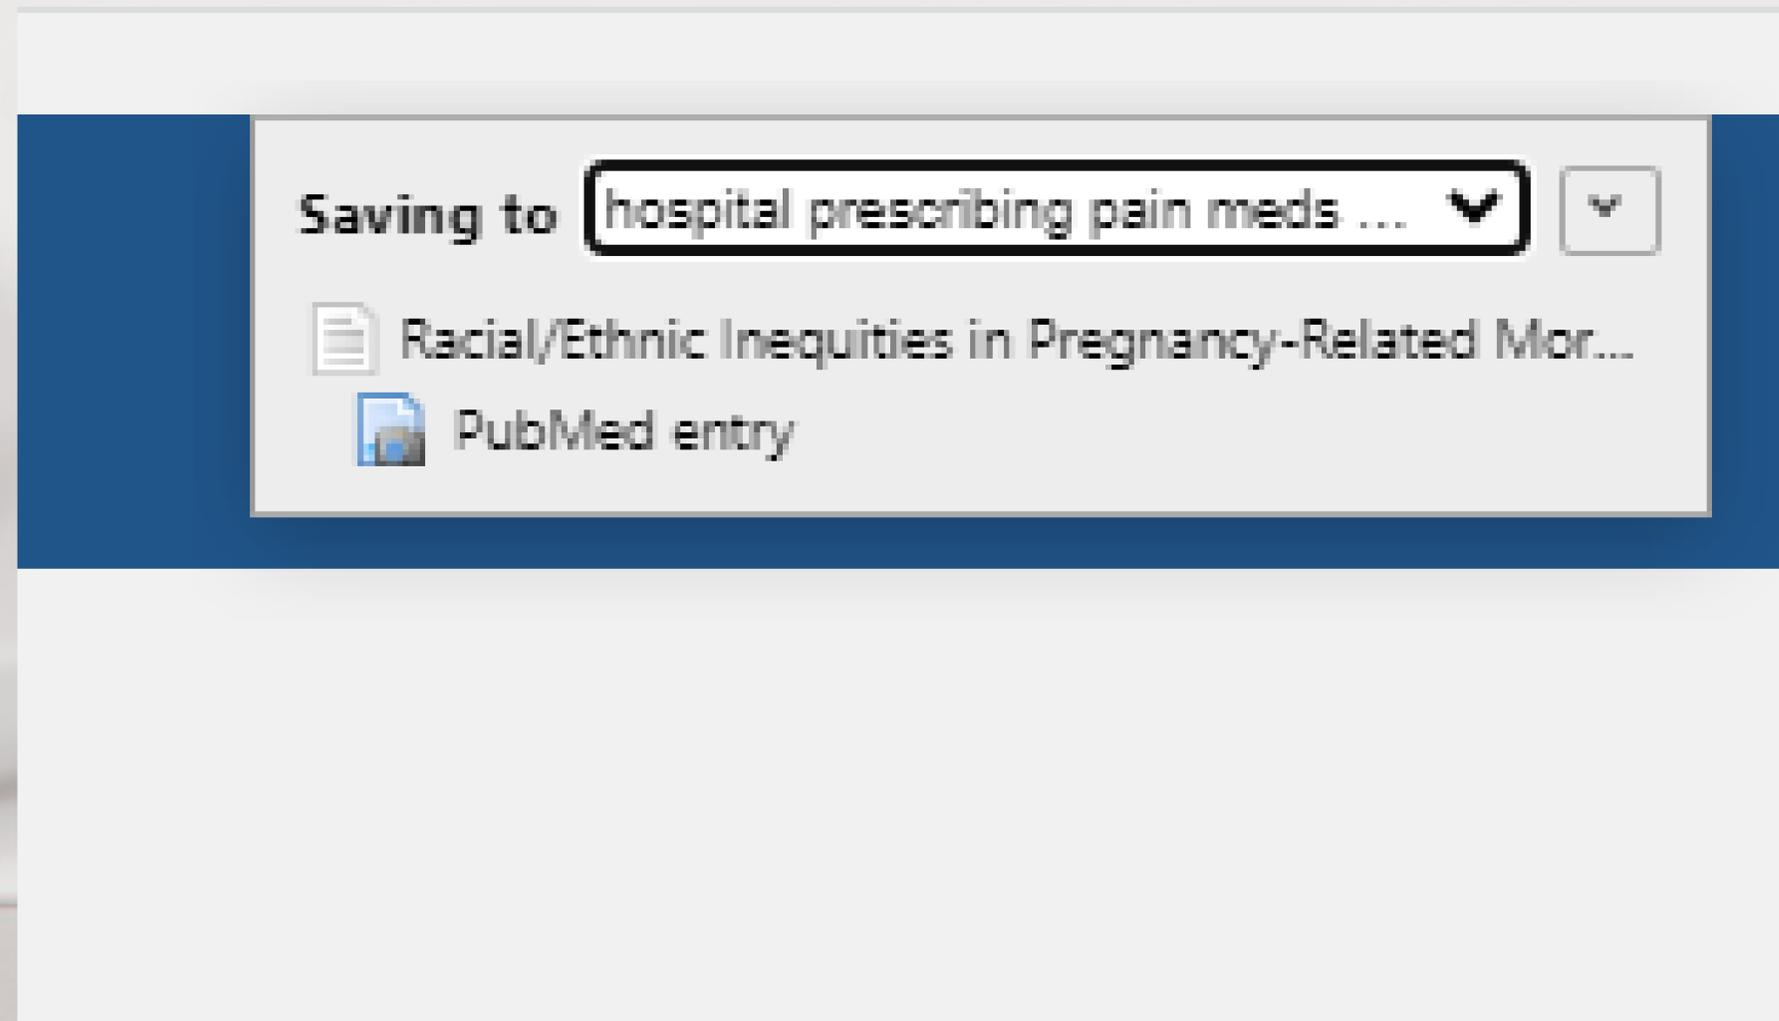 Saving to hospital prescribing pain meds ...
Racial/Ethnic Inequities in Pregnancy-Related Mor...
PubMed entry